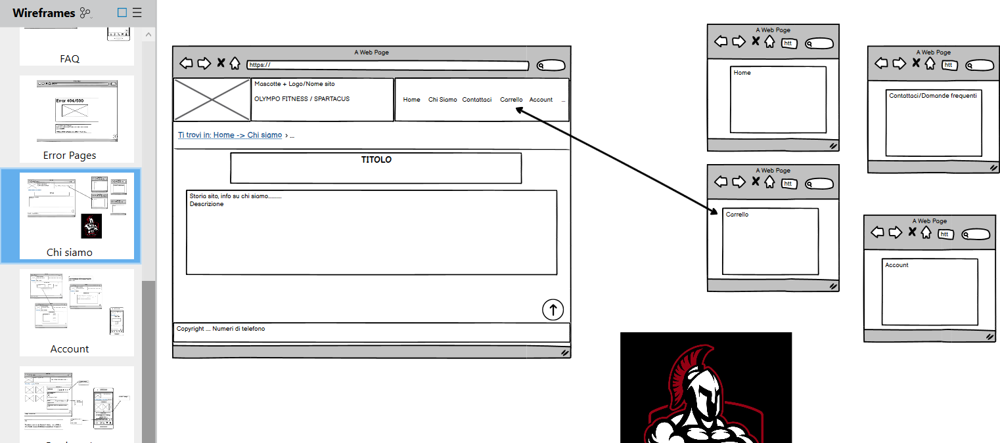 Wireframes
FAQ
Error 404/500
Error Pages
Chi siamo
Account
A Web Page
https://
Mascotte + Logo/Nome sito
OLYMPO FITNESS / SPARTACUS
Home Chi Siamo Contattaci Carrello Account ...
Ti trovi in: Home -> Chi siamo > ...
TITOLO
Storia sito, info su chi siamo..........
Descrizione
Copyright .... Numeri di telefono
A Web Page
htt
Home
A Web Page
htt
Contattaci/Domande frequenti
A Web Page
htt
Carrello
A Web Page
htt
Account